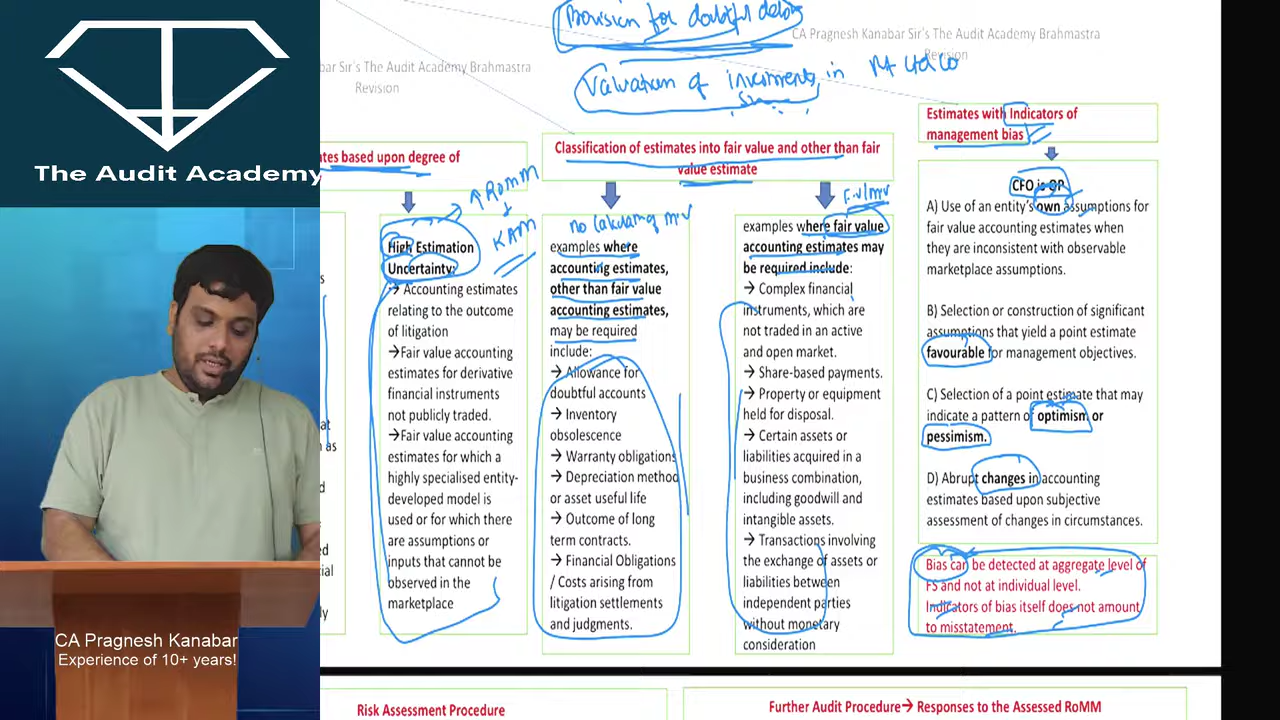 The Audit Academy
CA Pragnesh Kanabar
Experience of 10+ years!
Provision for doubtful debts
CA Pragnesh Kanabar Sir's The Audit Academy Brahmastra
Revision
bar Sir's The Audit Academy Brahmastra
Revision
Valuation of investments in
tes based upon degree of
↑ RoMM
KAM
High Estimation
Uncertainty:
→ Accounting estimates
relating to the outcome
of litigation
→Fair value accounting
estimates for derivative
financial instruments
not publicly traded.
→Fair value accounting
estimates for which a
highly specialised entity-
developed model is
used or for which there
are assumptions or
inputs that cannot be
observed in the
marketplace
Classification of estimates into fair value and other than fair
value estimate
no calculating mv
examples where
accounting estimates,
other than fair value
accounting estimates,
may be required
include:
→ Allowance for
doubtful accounts
→ Inventory
obsolescence
→ Warranty obligations
→ Depreciation method
or asset useful life
→ Outcome of long
term contracts.
→ Financial Obligations
/ Costs arising from
litigation settlements
and judgments.
F.V/mv
examples where fair value
accounting estimates may
be required include:
→ Complex financial
instruments, which are
not traded in an active
and open market.
→ Share-based payments.
→ Property or equipment
held for disposal.
→ Certain assets or
liabilities acquired in a
business combination,
including goodwill and
intangible assets.
→ Transactions involving
the exchange of assets or
liabilities between
independent parties
without monetary
consideration
Estimates with Indicators of
management bias
CFO is OP
A) Use of an entity's own assumptions for
fair value accounting estimates when
they are inconsistent with observable
marketplace assumptions.
B) Selection or construction of significant
assumptions that yield a point estimate
favourable for management objectives.
C) Selection of a point estimate that may
indicate a pattern of optimism or
pessimism.
D) Abrupt changes in accounting
estimates based upon subjective
assessment of changes in circumstances.
Bias can be detected at aggregate level of
FS and not at individual level.
Indicators of bias itself does not amount
to misstatement.
Risk Assessment Procedure
Further Audit Procedure→ Responses to the Assessed RoMM